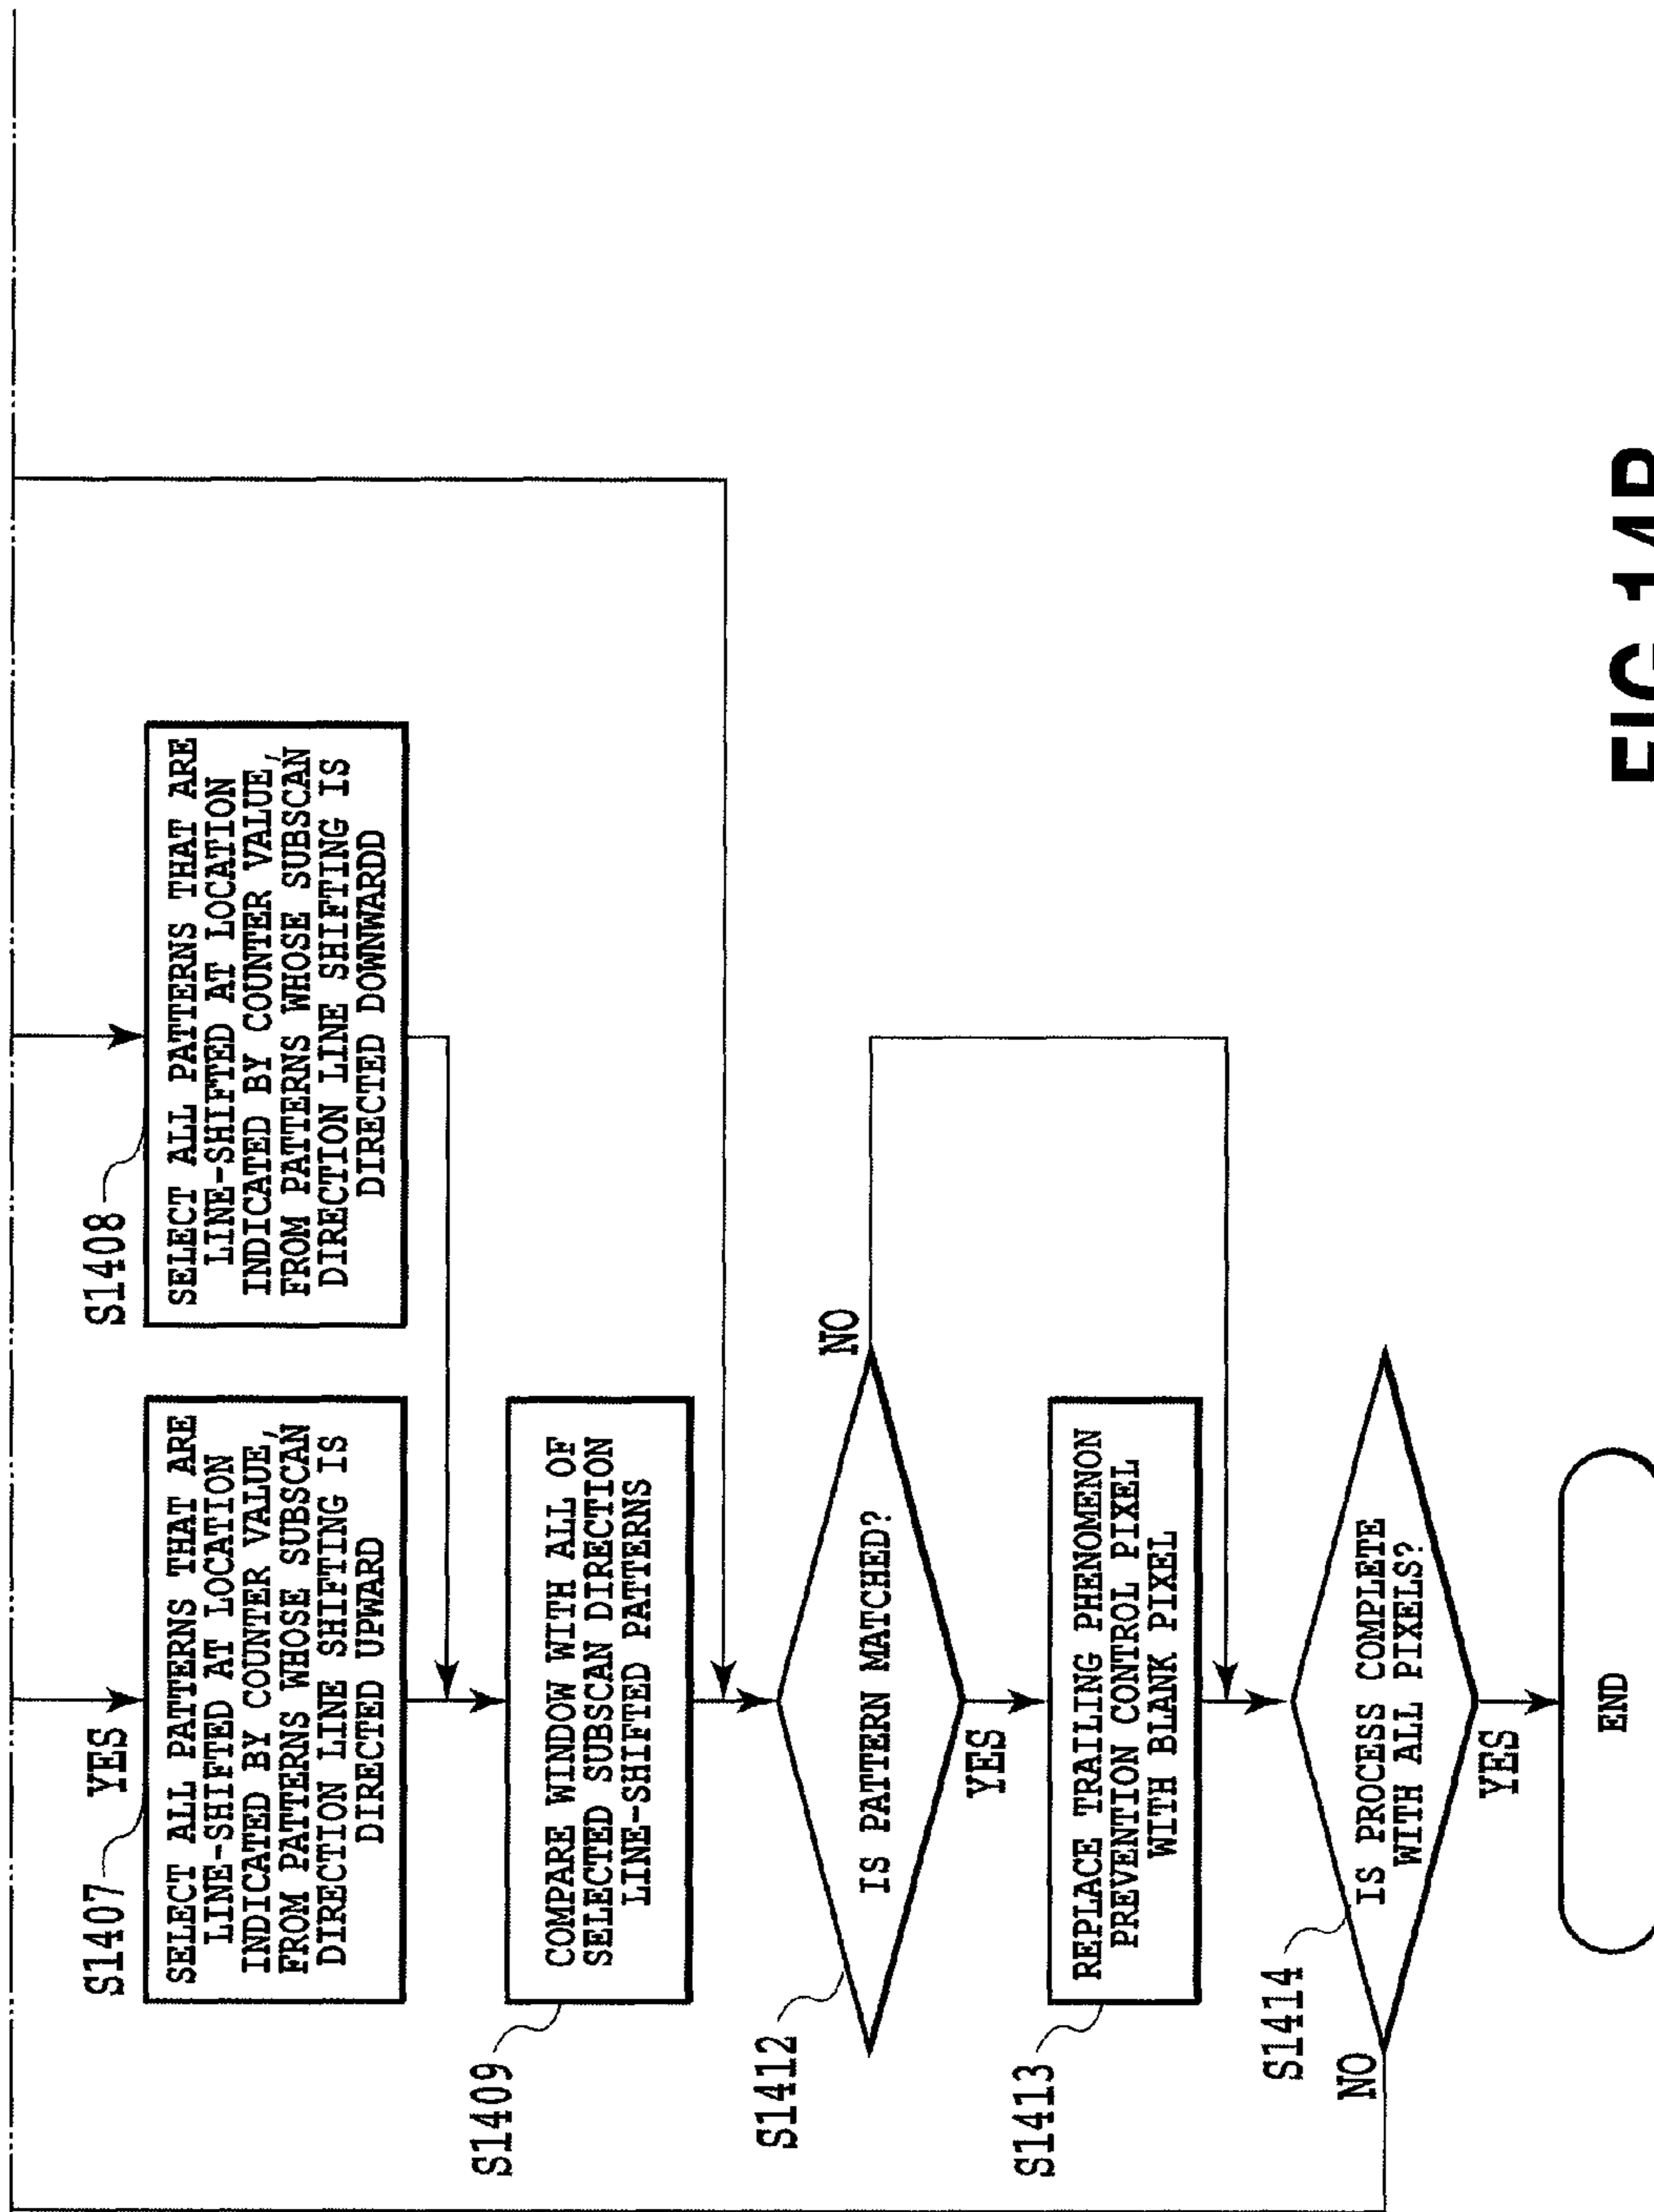 S1407
YES
SELECT ALL PATTERNS THAT ARE
LINE-SHIFTED AT LOCATION
INDICATED BY COUNTER VALUE,
FROM PATTERNS WHOSE SUBSCAN
DIRECTION LINE SHIFTING IS
DIRECTED UPWARD
S1408
SELECT ALL PATTERNS THAT ARE
LINE-SHIFTED AT LOCATION
INDICATED BY COUNTER VALUE,
FROM PATTERNS WHOSE SUBSCAN
DIRECTION LINE SHIFTING IS
DIRECTED DOWNWARDD
S1409
COMPARE WINDOW WITH ALL OF
SELECTED SUBSCAN DIRECTION
LINE-SHIFTED PATTERNS
S1412
IS PATTERN MATCHED?
NO
YES
S1413
REPLACE TRAILING PHENOMENON
PREVENTION CONTROL PIXEL
WITH BLANK PIXEL
S1414
NO
IS PROCESS COMPLETE
WITH ALL PIXELS?
YES
END
FIG.14B